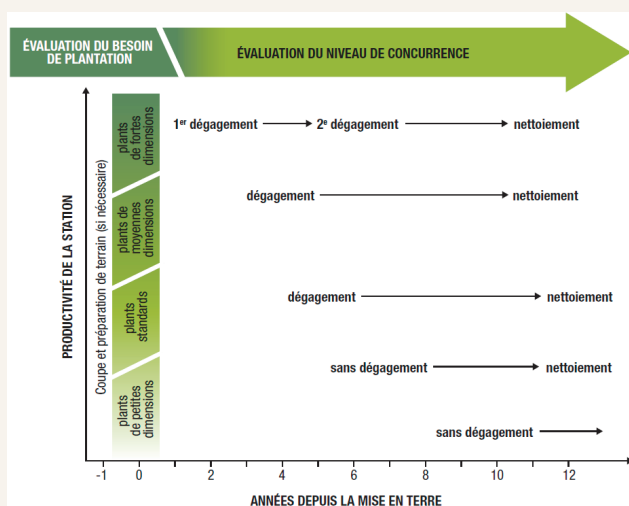 ÉVALUATION DU BESOIN
DE PLANTATION
ÉVALUATION DU NIVEAU DE CONCURRENCE
PRODUCTIVITÉ DE LA STATION
Coupe et préparation de terrain (si nécessaire)
plants
de fortes
dimensions
1er dégagement
2e dégagement
nettoiement
plants de
moyennes
dimensions
dégagement
nettoiement
plants
standards
dégagement
nettoiement
sans dégagement
nettoiement
plants
de petites
dimensions
sans dégagement
-1 0 2 4 6 8 10 12
ANNÉES DEPUIS LA MISE EN TERRE